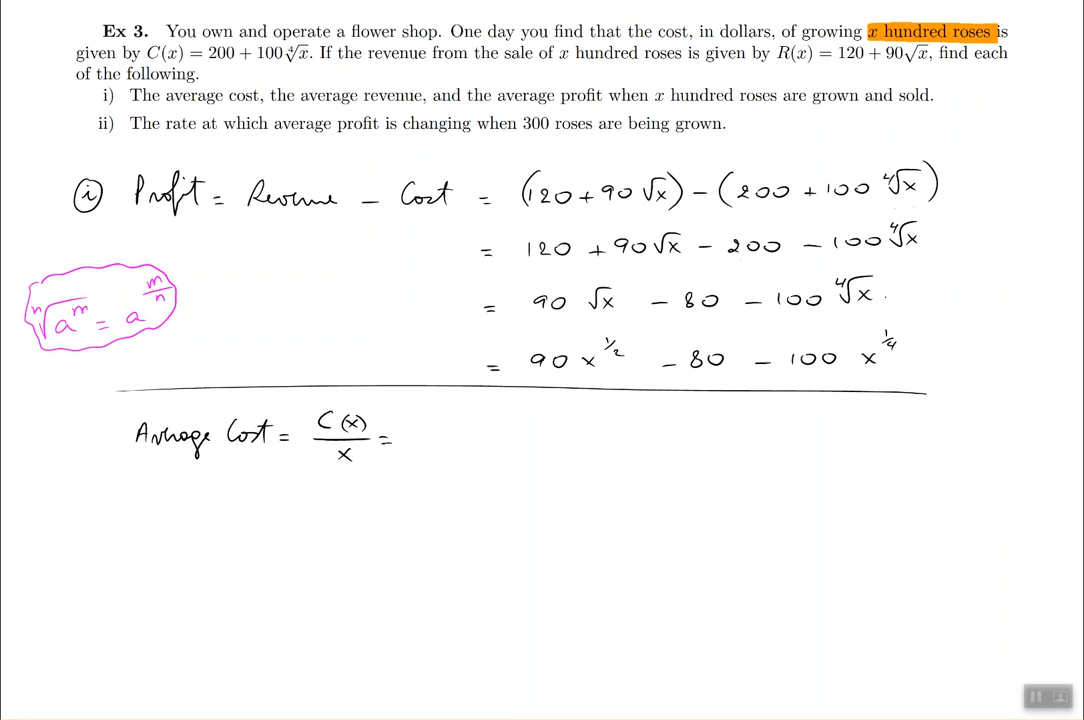 Ex 3. You own and operate a flower shop. One day you find that the cost, in dollars, of growing x hundred roses is
given by C(x) = 200 + 100∜x. If the revenue from the sale of x hundred roses is given by R(x) = 120 + 90√x, find each
of the following.
i) The average cost, the average revenue, and the average profit when x hundred roses are grown and sold.
ii) The rate at which average profit is changing when 300 roses are being grown.
(i) Profit = Revenue - Cost = (120 + 90√x) - (200 + 100∜x)
= 120 + 90√x - 200 - 100∜x
= 90√x - 80 - 100∜x.
ⁿ√aᵐ = a^(m/n)
= 90x^(1/2) - 80 - 100x^(1/4)
Average Cost = C(x)/x =